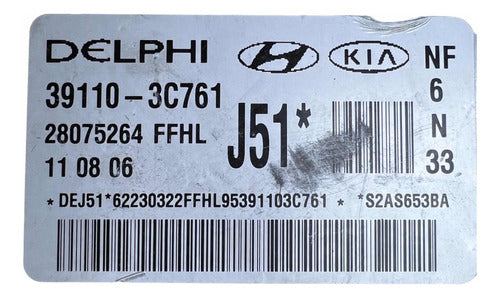 DELPHI KIA NF
39110-3C761 6
28075264 FFHL J51* N
11 08 06 33
* DEJ51*62230322FFHL95391103C761 * *S2AS653BA